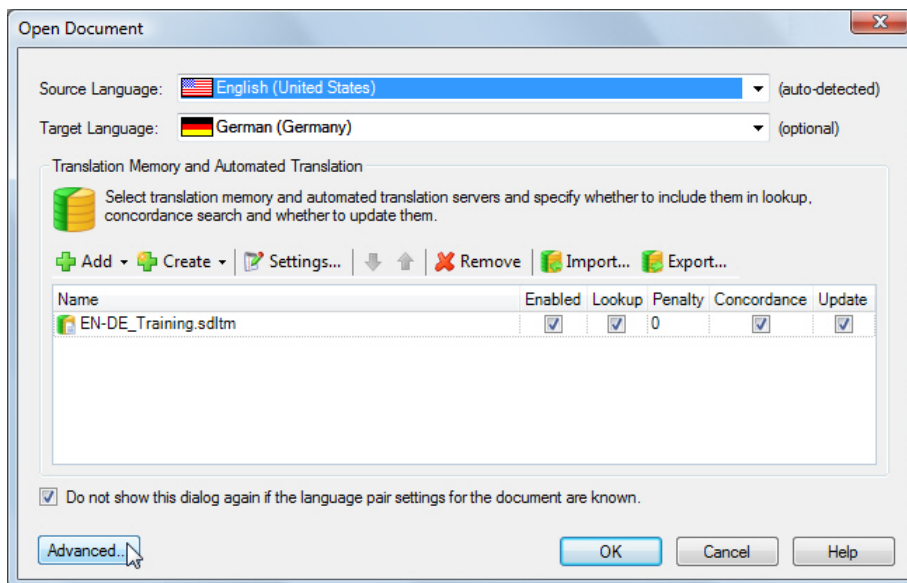 Open Document
Source Language: English (United States) (auto-detected)
Target Language: German (Germany) (optional)
Translation Memory and Automated Translation
Select translation memory and automated translation servers and specify whether to include them in lookup,
concordance search and whether to update them.
Add Create Settings... Remove Import... Export...
Name Enabled Lookup Penalty Concordance Update
EN-DE_Training.sdltm 0
Do not show this dialog again if the language pair settings for the document are known.
Advanced... OK Cancel Help